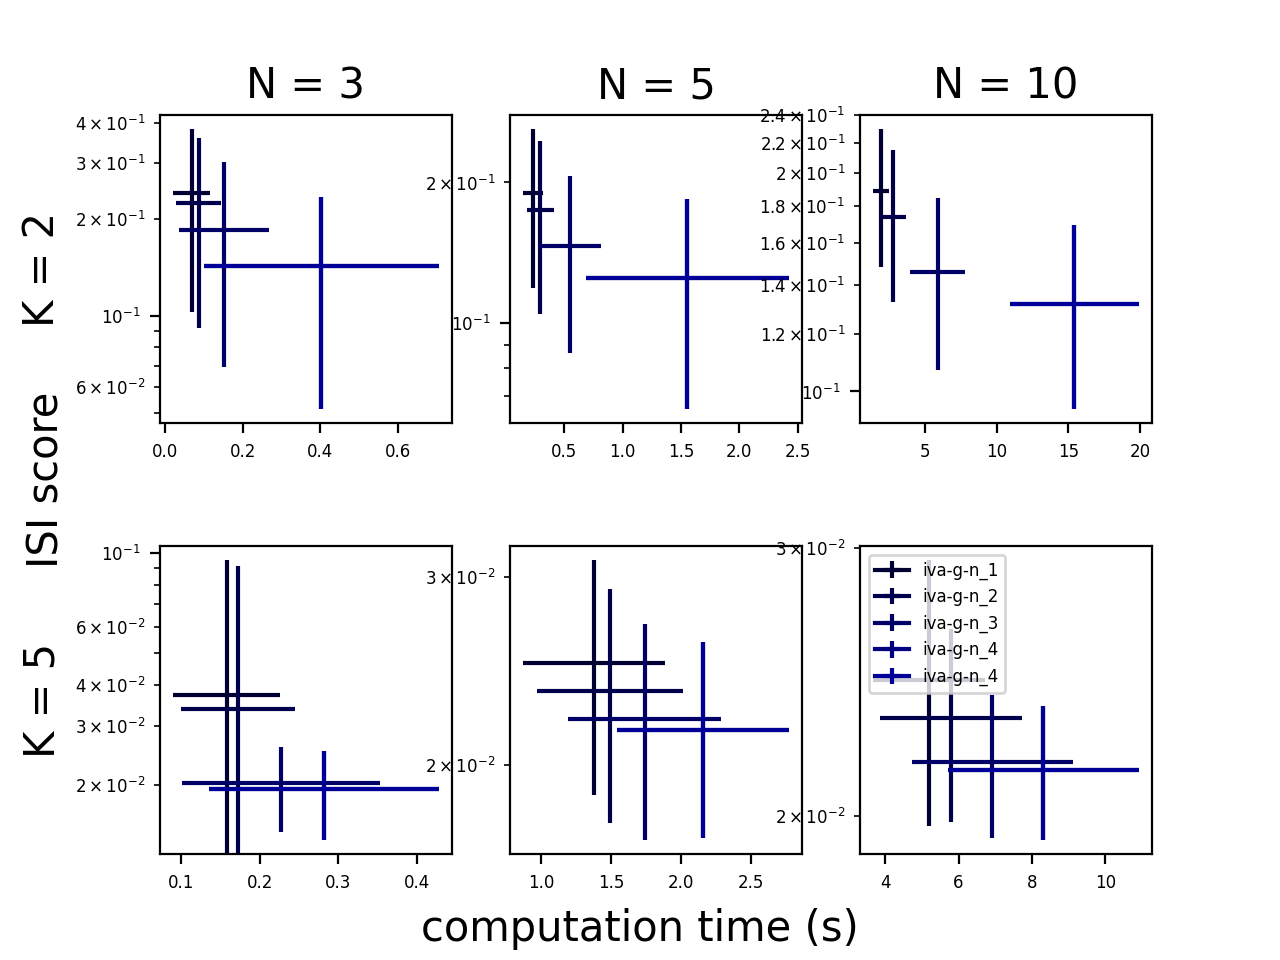 N = 3
N = 5
N = 10
K = 2
4 × 10⁻¹
3 × 10⁻¹
2 × 10⁻¹
10⁻¹
6 × 10⁻²
0.0 0.2 0.4 0.6
2 × 10⁻¹
10⁻¹
0.5 1.0 1.5 2.0 2.5
2.4 × 10⁻¹
2.2 × 10⁻¹
2 × 10⁻¹
1.8 × 10⁻¹
1.6 × 10⁻¹
1.4 × 10⁻¹
1.2 × 10⁻¹
10⁻¹
5 10 15 20
ISI score
K = 5
10⁻¹
6 × 10⁻²
4 × 10⁻²
3 × 10⁻²
2 × 10⁻²
0.1 0.2 0.3 0.4
3 × 10⁻²
2 × 10⁻²
1.0 1.5 2.0 2.5
3 × 10⁻²
2 × 10⁻²
iva-g-n_1
iva-g-n_2
iva-g-n_3
iva-g-n_4
iva-g-n_4
4 6 8 10
computation time (s)